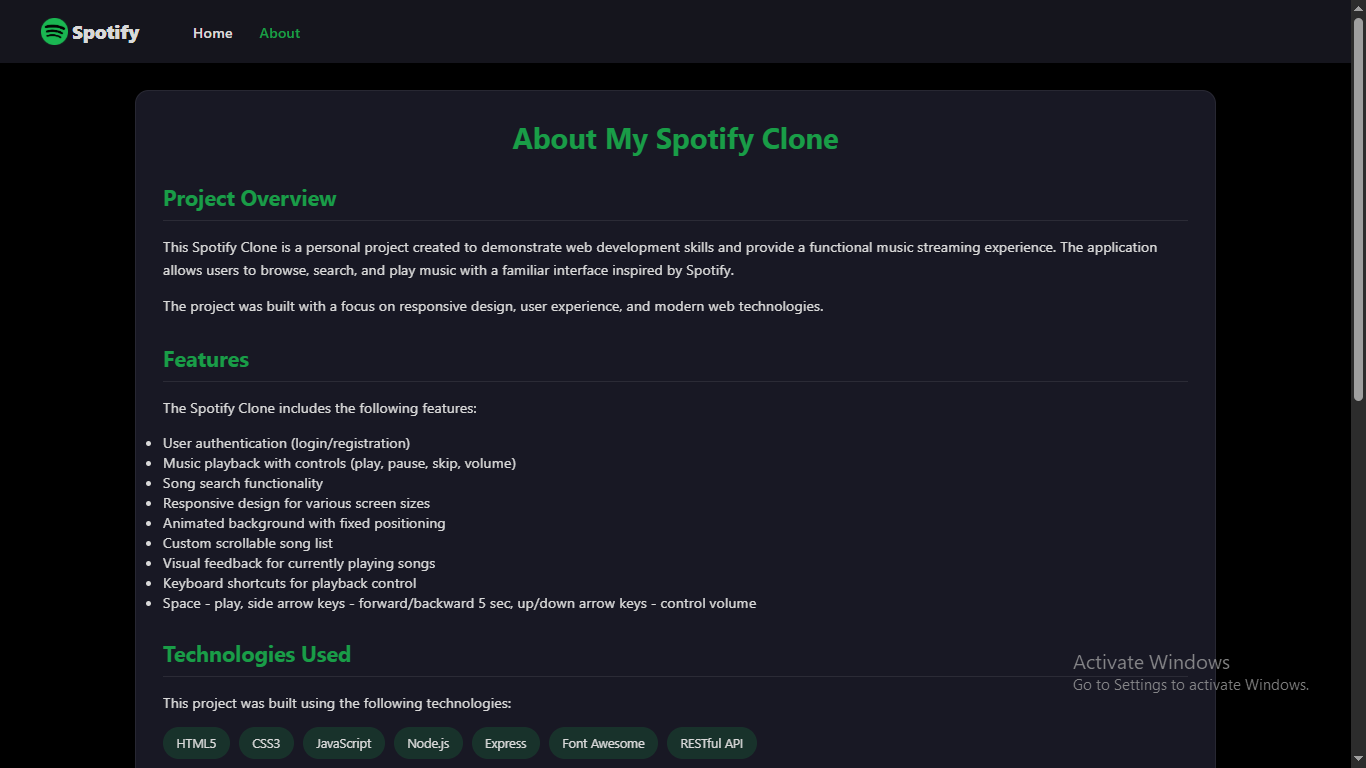 Spotify
Home
About
About My Spotify Clone
Project Overview
This Spotify Clone is a personal project created to demonstrate web development skills and provide a functional music streaming experience. The application
allows users to browse, search, and play music with a familiar interface inspired by Spotify.
The project was built with a focus on responsive design, user experience, and modern web technologies.
Features
The Spotify Clone includes the following features:
• User authentication (login/registration)
• Music playback with controls (play, pause, skip, volume)
• Song search functionality
• Responsive design for various screen sizes
• Animated background with fixed positioning
• Custom scrollable song list
• Visual feedback for currently playing songs
• Keyboard shortcuts for playback control
• Space - play, side arrow keys - forward/backward 5 sec, up/down arrow keys - control volume
Technologies Used
This project was built using the following technologies:
HTML5
CSS3
JavaScript
Node.js
Express
Font Awesome
RESTful API
Activate Windows
Go to Settings to activate Windows.